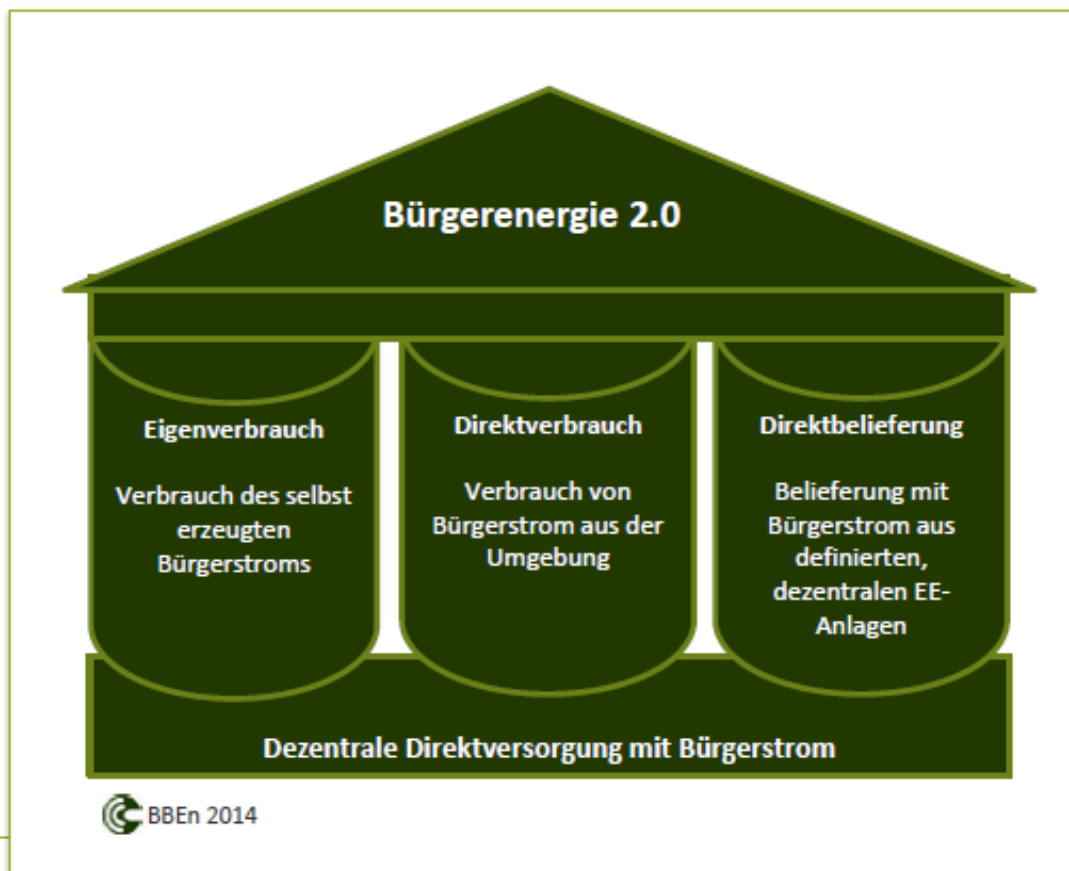 Bürgerenergie 2.0
Eigenverbrauch
Verbrauch des selbst
erzeugten
Bürgerstroms
Direktverbrauch
Verbrauch von
Bürgerstrom aus der
Umgebung
Direktbelieferung
Belieferung mit
Bürgerstrom aus
definierten,
dezentralen EE-
Anlagen
Dezentrale Direktversorgung mit Bürgerstrom
BBEn 2014